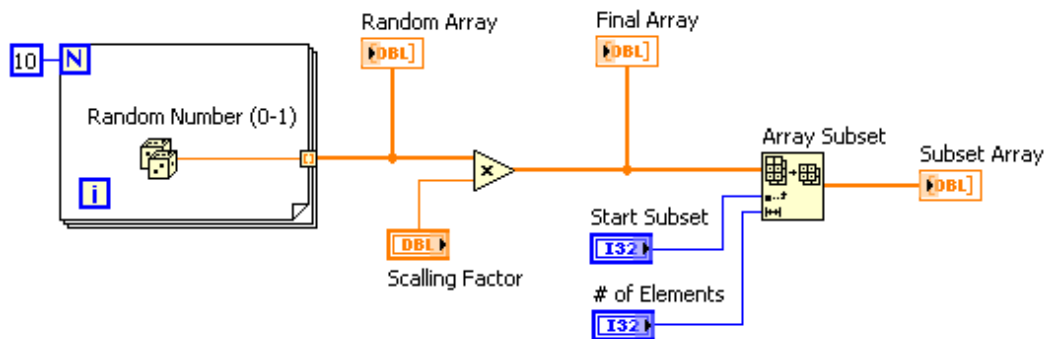 Random Array
Final Array
DBL]
DBL]
10
N
Random Number (0-1)
i
x
Array Subset
Subset Array
DBL]
Start Subset
I32
DBL
Scalling Factor
# of Elements
I32